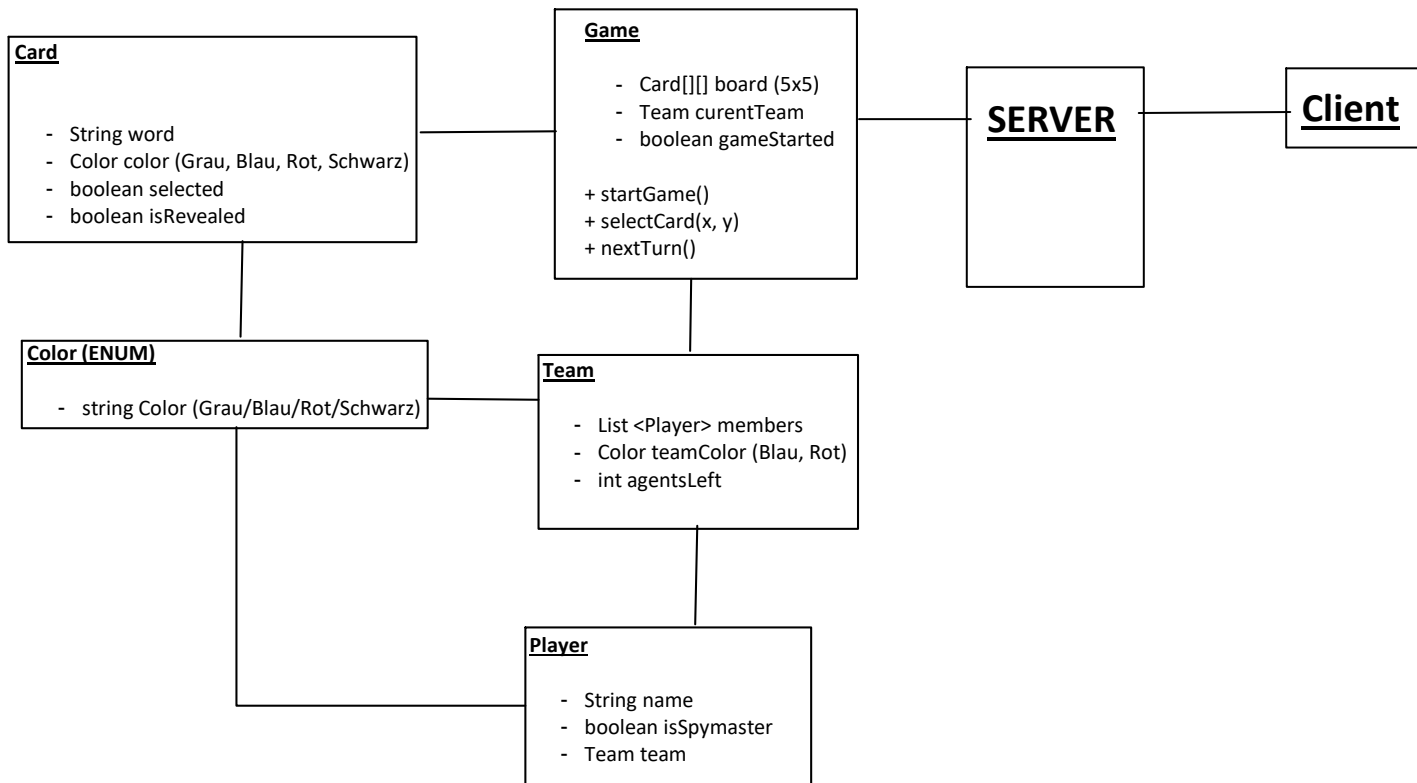 Card
- String word
- Color color (Grau, Blau, Rot, Schwarz)
- boolean selected
- boolean isRevealed
Game
- Card[][] board (5x5)
- Team curentTeam
- boolean gameStarted
+ startGame()
+ selectCard(x, y)
+ nextTurn()
SERVER
Client
Color (ENUM)
- string Color (Grau/Blau/Rot/Schwarz)
Team
- List <Player> members
- Color teamColor (Blau, Rot)
- int agentsLeft
Player
- String name
- boolean isSpymaster
- Team team